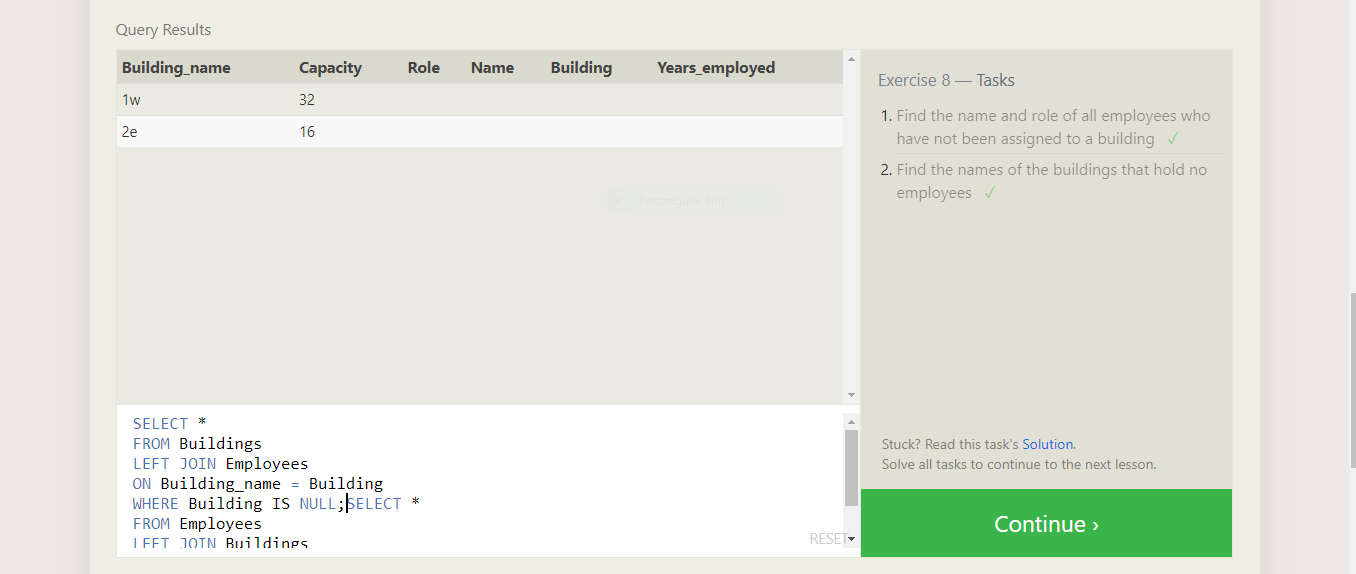 Query Results
Building_name Capacity Role Name Building Years_employed
1w 32
2e 16
Rectangular Snip
SELECT *
FROM Buildings
LEFT JOIN Employees
ON Building_name = Building
WHERE Building IS NULL;SELECT *
FROM Employees
LEFT JOIN Buildings
RESET
Exercise 8 — Tasks
1. Find the name and role of all employees who
have not been assigned to a building ✓
2. Find the names of the buildings that hold no
employees ✓
Stuck? Read this task's Solution.
Solve all tasks to continue to the next lesson.
Continue ›